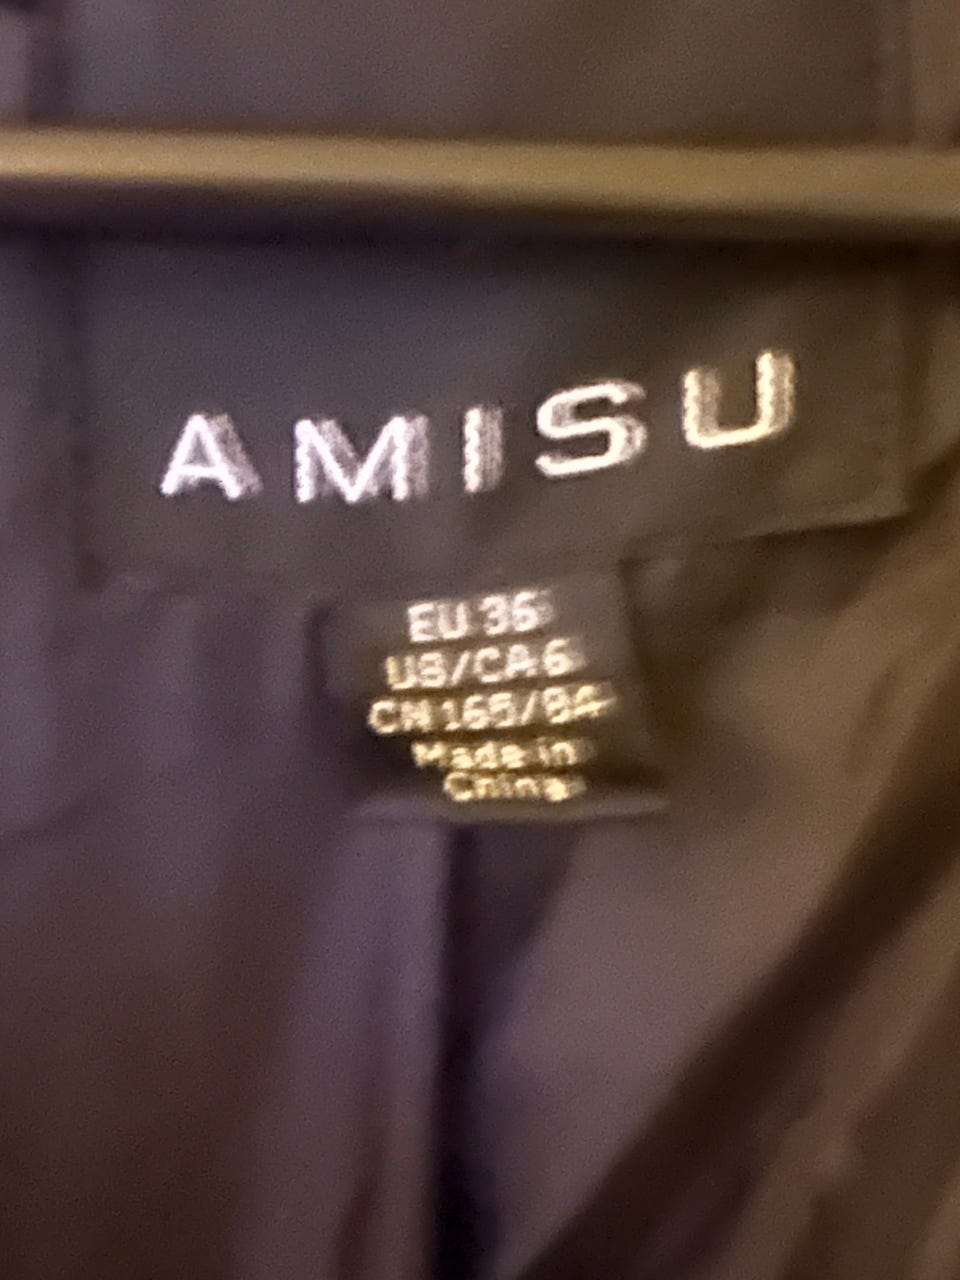 AMISU
EU 36
US/CA 6
CN 165/84
Made in
China